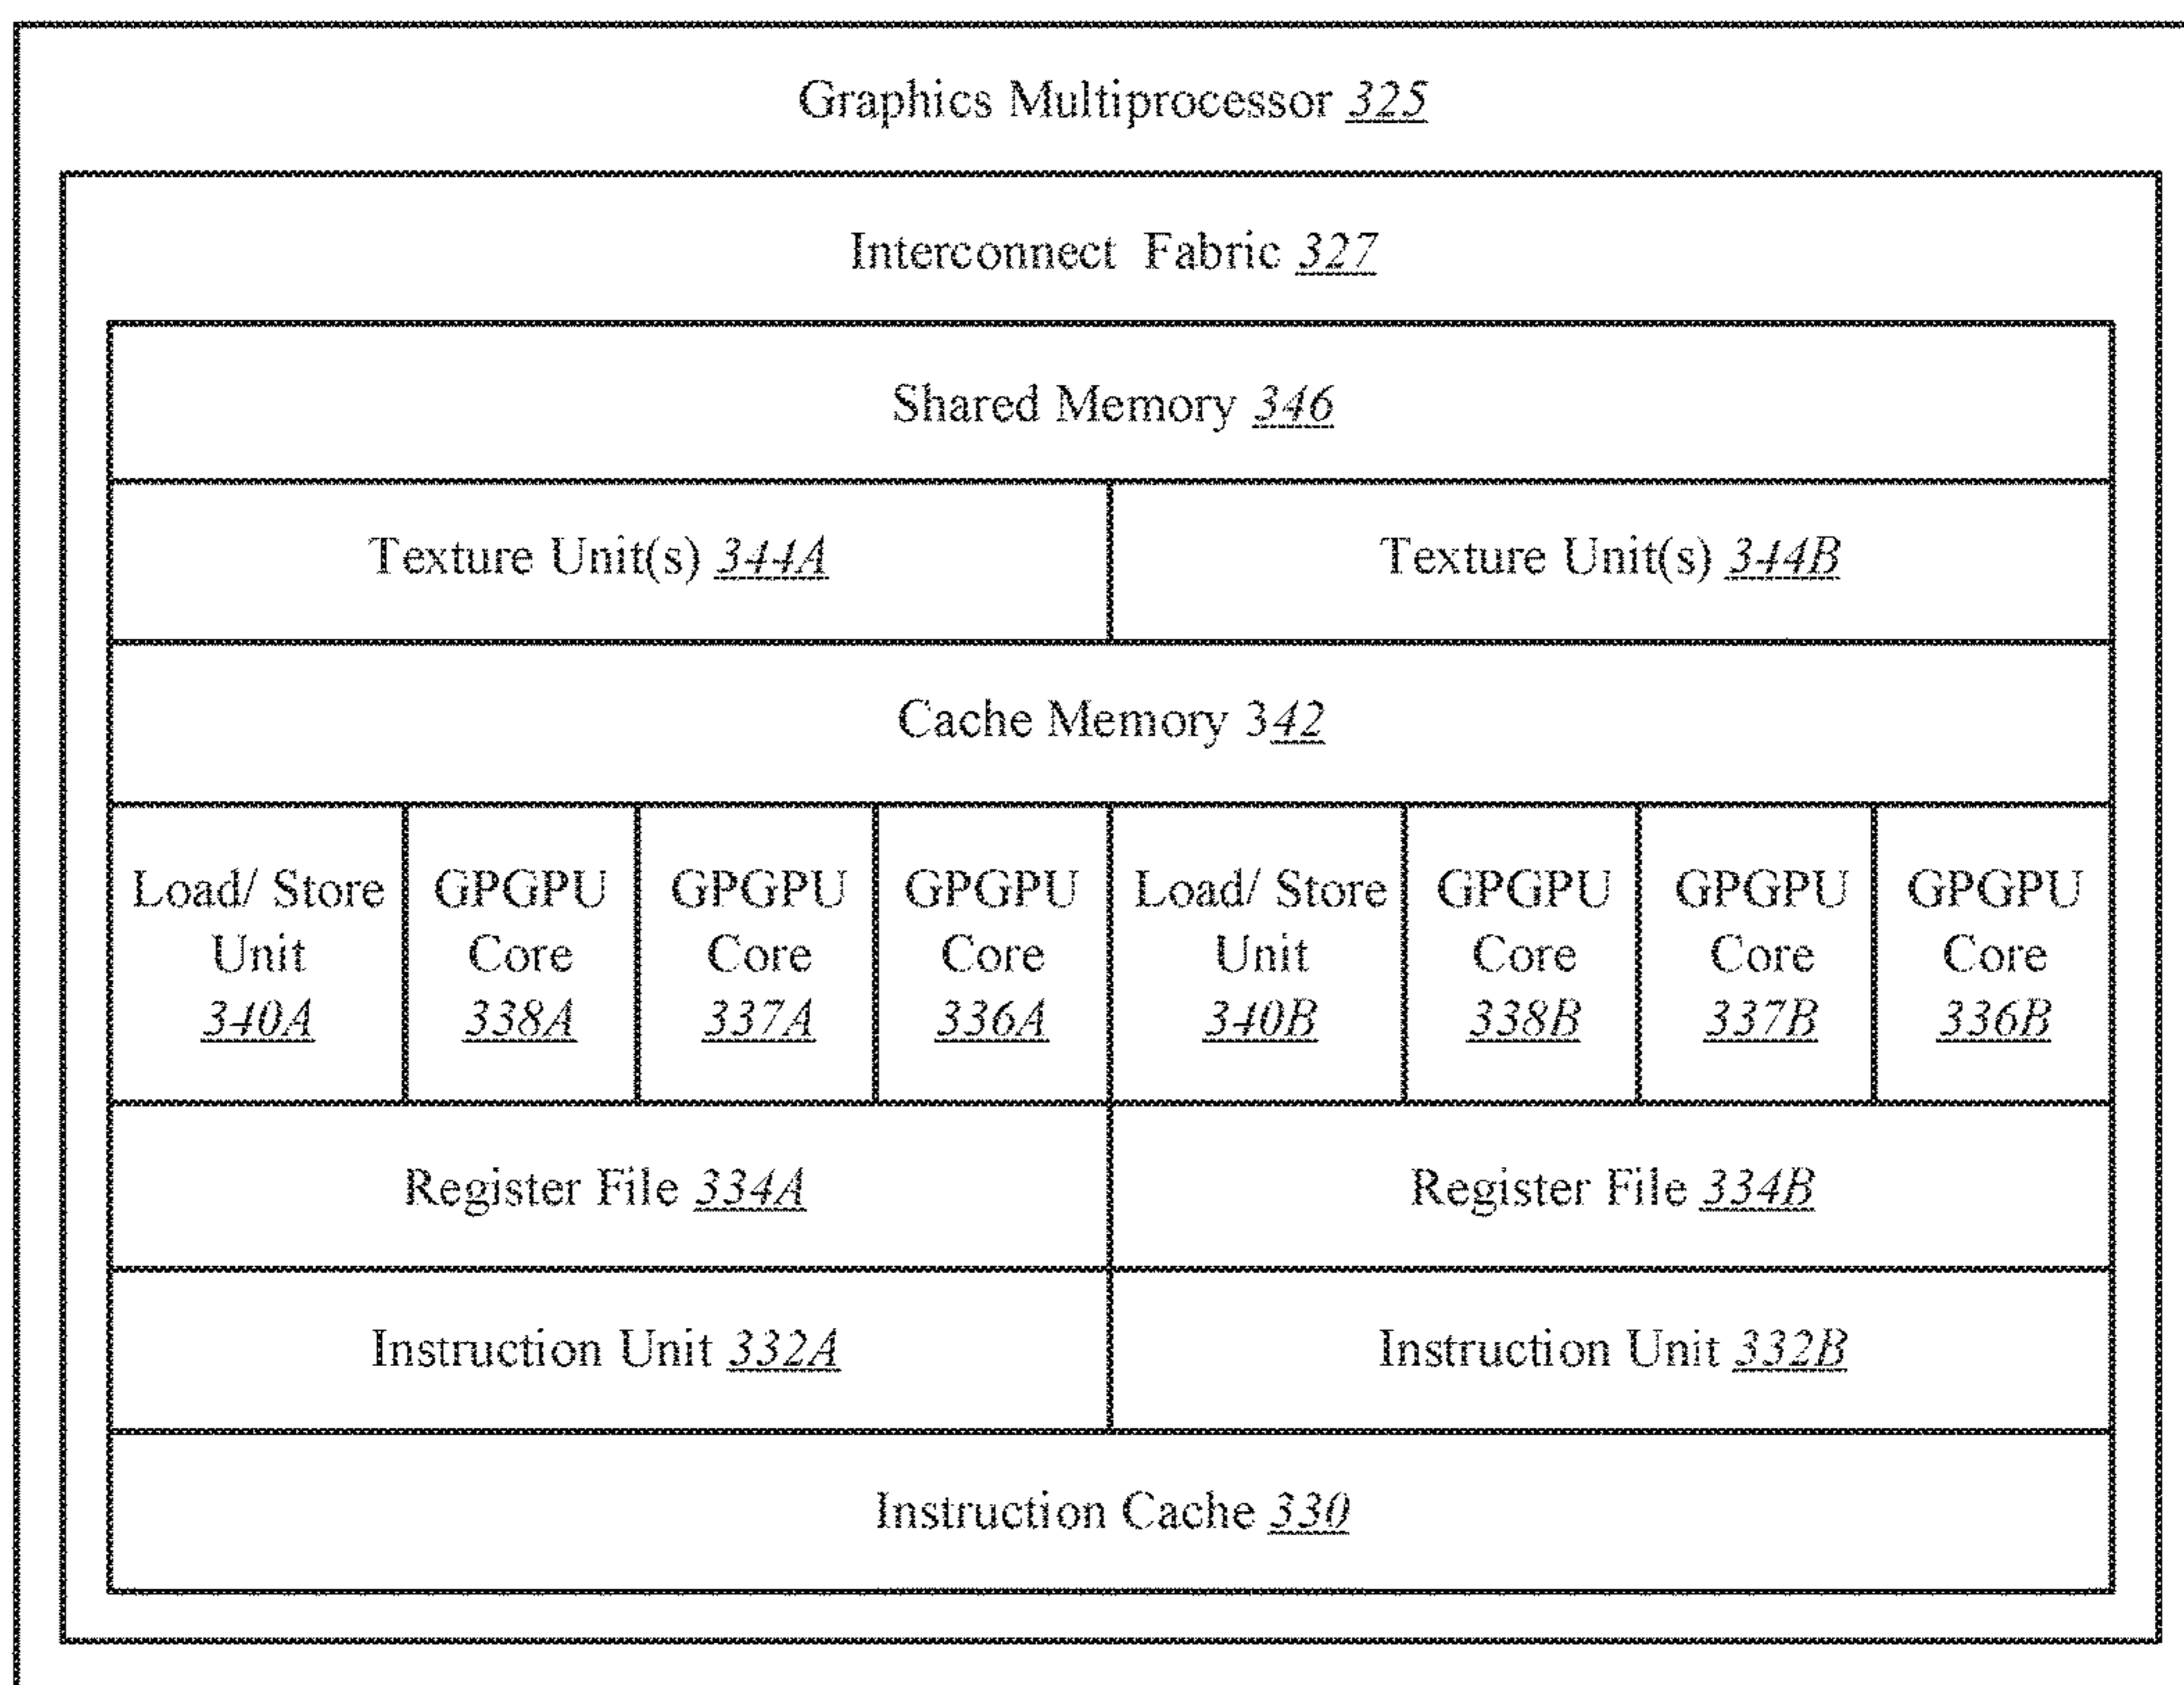 Graphics Multiprocessor 325
Interconnect Fabric 327
Shared Memory 346
Texture Unit(s) 344A
Texture Unit(s) 344B
Cache Memory 342
Load/ Store
Unit
340A
GPGPU
Core
338A
GPGPU
Core
337A
GPGPU
Core
336A
Load/ Store
Unit
340B
GPGPU
Core
338B
GPGPU
Core
337B
GPGPU
Core
336B
Register File 334A
Register File 334B
Instruction Unit 332A
Instruction Unit 332B
Instruction Cache 330